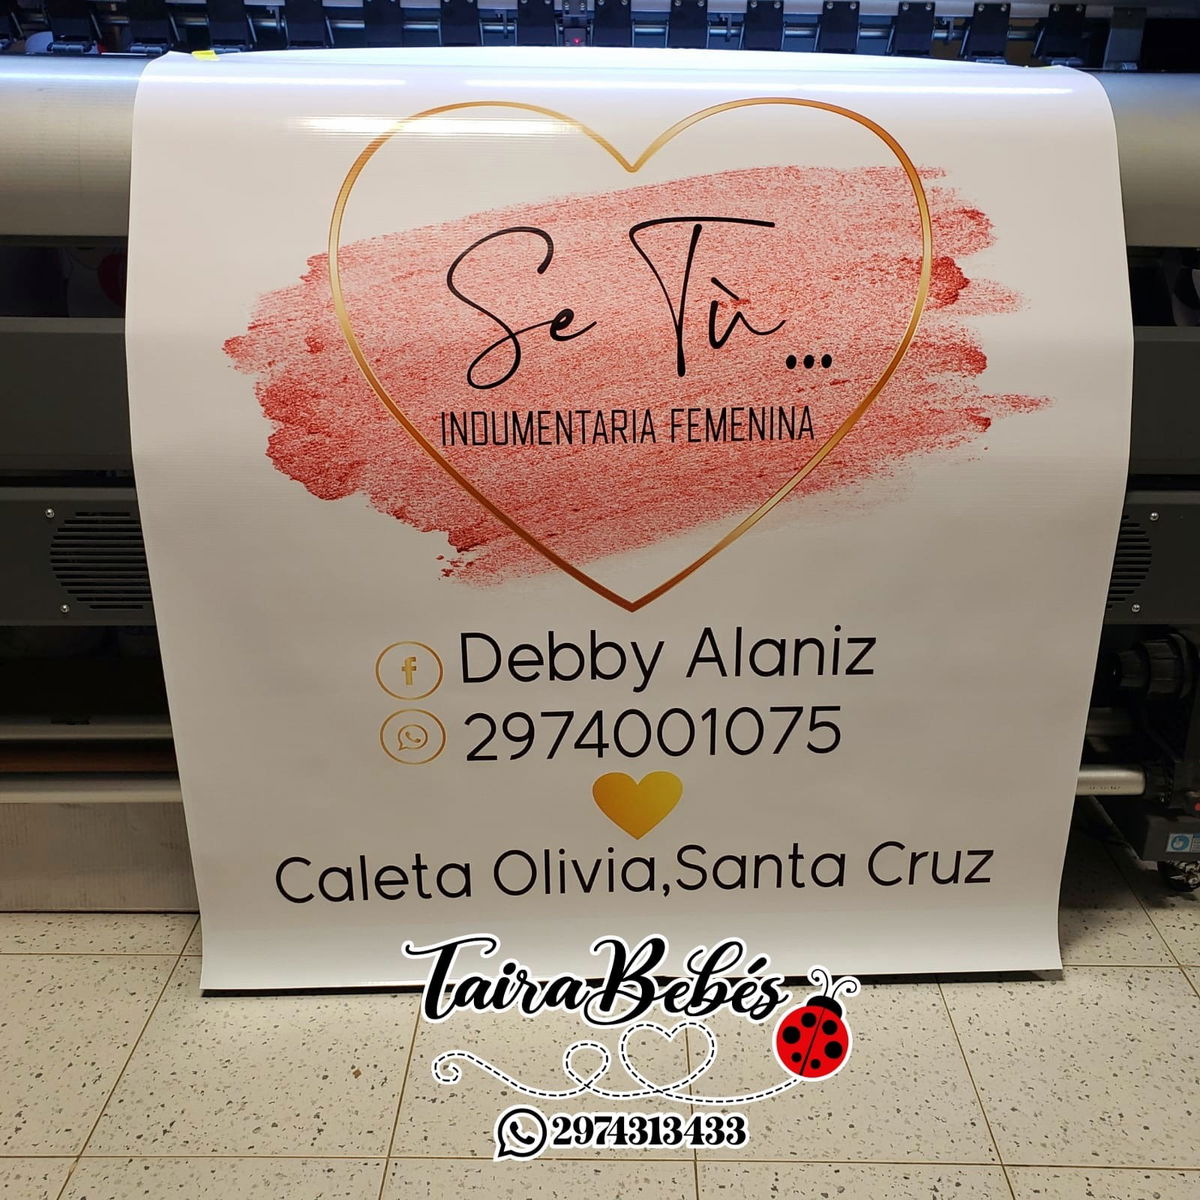 Se Tù...
INDUMENTARIA FEMENINA
f Debby Alaniz
2974001075
Caleta Olivia,Santa Cruz
TairaBebés
2974313433